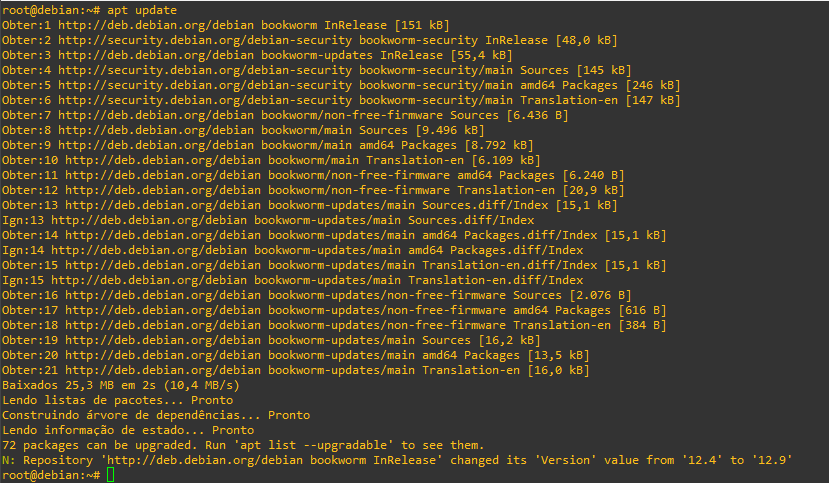 root@debian:~# apt update
Obter:1 http://deb.debian.org/debian bookworm InRelease [151 kB]
Obter:2 http://security.debian.org/debian-security bookworm-security InRelease [48,0 kB]
Obter:3 http://deb.debian.org/debian bookworm-updates InRelease [55,4 kB]
Obter:4 http://security.debian.org/debian-security bookworm-security/main Sources [145 kB]
Obter:5 http://security.debian.org/debian-security bookworm-security/main amd64 Packages [246 kB]
Obter:6 http://security.debian.org/debian-security bookworm-security/main Translation-en [147 kB]
Obter:7 http://deb.debian.org/debian bookworm/non-free-firmware Sources [6.436 B]
Obter:8 http://deb.debian.org/debian bookworm/main Sources [9.496 kB]
Obter:9 http://deb.debian.org/debian bookworm/main amd64 Packages [8.792 kB]
Obter:10 http://deb.debian.org/debian bookworm/main Translation-en [6.109 kB]
Obter:11 http://deb.debian.org/debian bookworm/non-free-firmware amd64 Packages [6.240 B]
Obter:12 http://deb.debian.org/debian bookworm/non-free-firmware Translation-en [20,9 kB]
Obter:13 http://deb.debian.org/debian bookworm-updates/main Sources.diff/Index [15,1 kB]
Ign:13 http://deb.debian.org/debian bookworm-updates/main Sources.diff/Index
Obter:14 http://deb.debian.org/debian bookworm-updates/main amd64 Packages.diff/Index [15,1 kB]
Ign:14 http://deb.debian.org/debian bookworm-updates/main amd64 Packages.diff/Index
Obter:15 http://deb.debian.org/debian bookworm-updates/main Translation-en.diff/Index [15,1 kB]
Ign:15 http://deb.debian.org/debian bookworm-updates/main Translation-en.diff/Index
Obter:16 http://deb.debian.org/debian bookworm-updates/non-free-firmware Sources [2.076 B]
Obter:17 http://deb.debian.org/debian bookworm-updates/non-free-firmware amd64 Packages [616 B]
Obter:18 http://deb.debian.org/debian bookworm-updates/non-free-firmware Translation-en [384 B]
Obter:19 http://deb.debian.org/debian bookworm-updates/main Sources [16,2 kB]
Obter:20 http://deb.debian.org/debian bookworm-updates/main amd64 Packages [13,5 kB]
Obter:21 http://deb.debian.org/debian bookworm-updates/main Translation-en [16,0 kB]
Baixados 25,3 MB em 2s (10,4 MB/s)
Lendo listas de pacotes... Pronto
Construindo árvore de dependências... Pronto
Lendo informação de estado... Pronto
72 packages can be upgraded. Run 'apt list --upgradable' to see them.
N: Repository 'http://deb.debian.org/debian bookworm InRelease' changed its 'Version' value from '12.4' to '12.9'
root@debian:~#